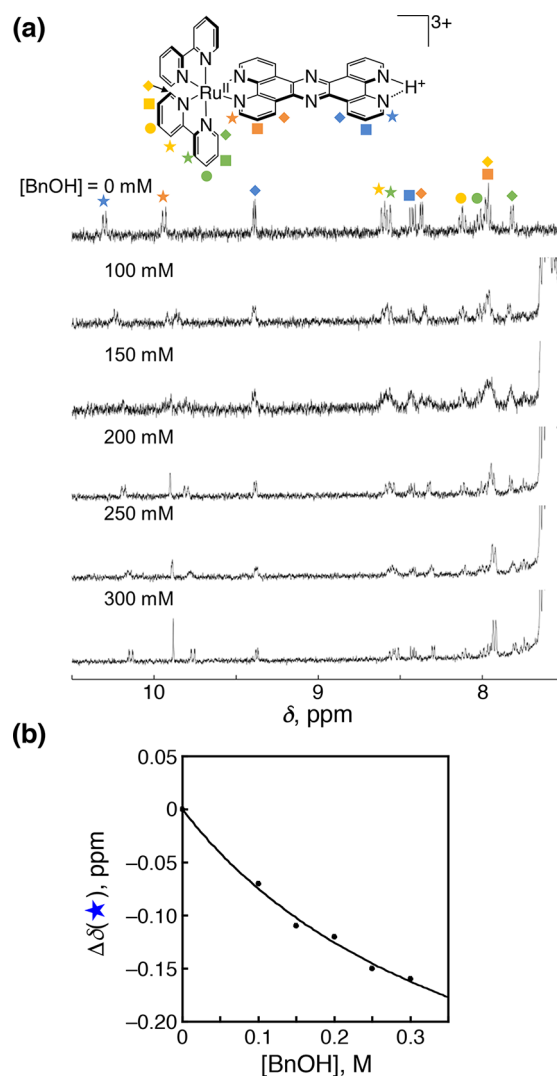 (a)
3+
N
N
N
N
N
Ru
II
H+
N
N
N
N
N
[BnOH] = 0 mM
100 mM
150 mM
200 mM
250 mM
300 mM
10 9 8
δ, ppm
(b)
0.05
0
−0.05
−0.10
−0.15
−0.20
Δδ(★), ppm
0 0.1 0.2 0.3
[BnOH], M